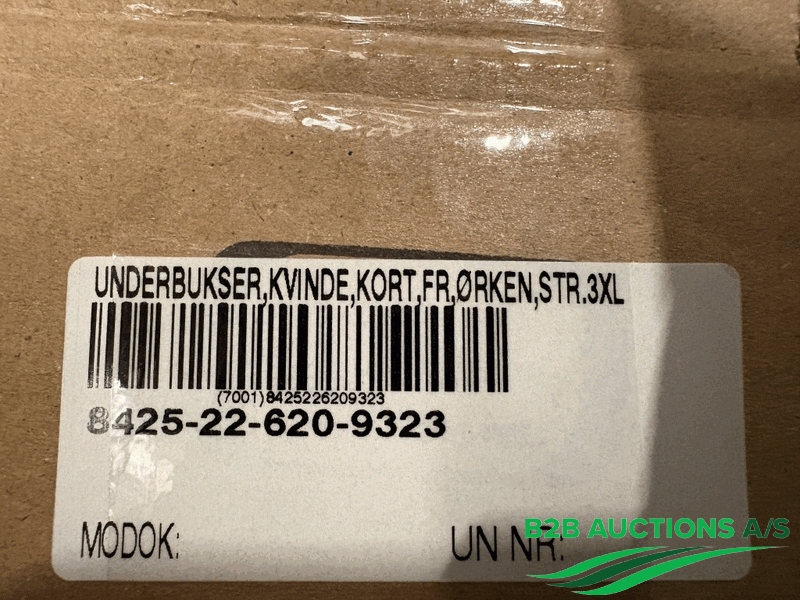 UNDERBUKSER,KVINDE,KORT,FR,ØRKEN,STR.3XL
(7001)8425226209323
8425-22-620-9323
MODOK:
UN NR:
B2B AUCTIONS A/S